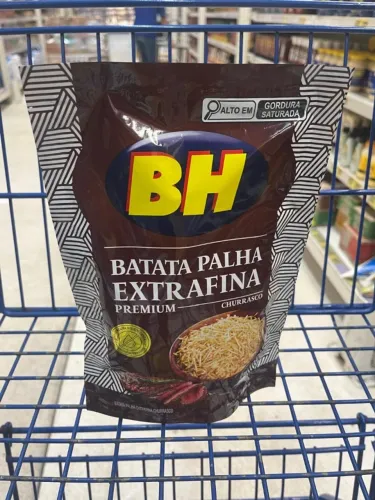 ALTO EM
GORDURA
SATURADA
BH
BATATA PALHA
EXTRAFINA
PREMIUM
CHURRASCO